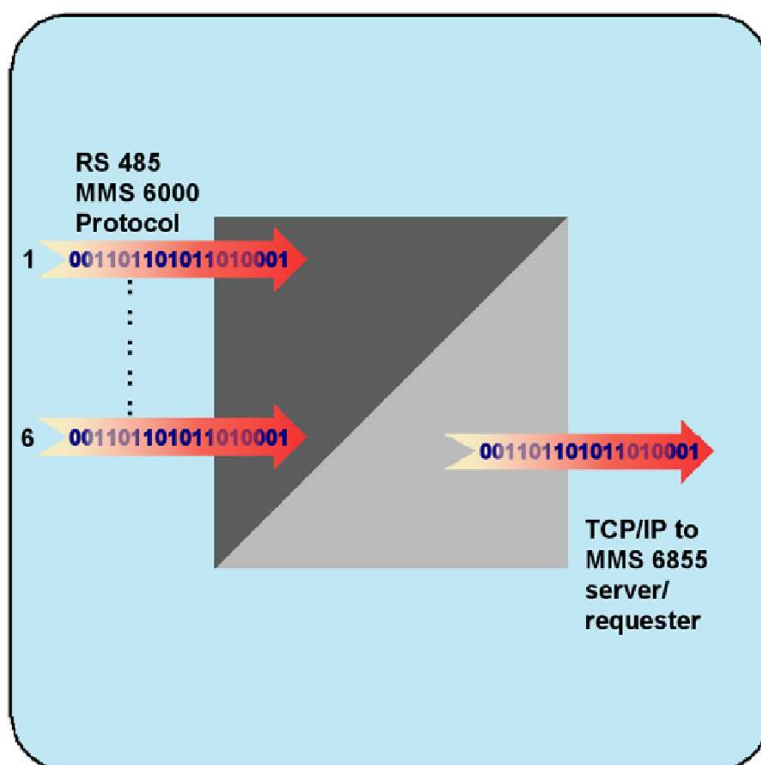 RS 485
MMS 6000
Protocol
1 001101101011010001
6 001101101011010001
001101101011010001
TCP/IP to
MMS 6855
server/
requester